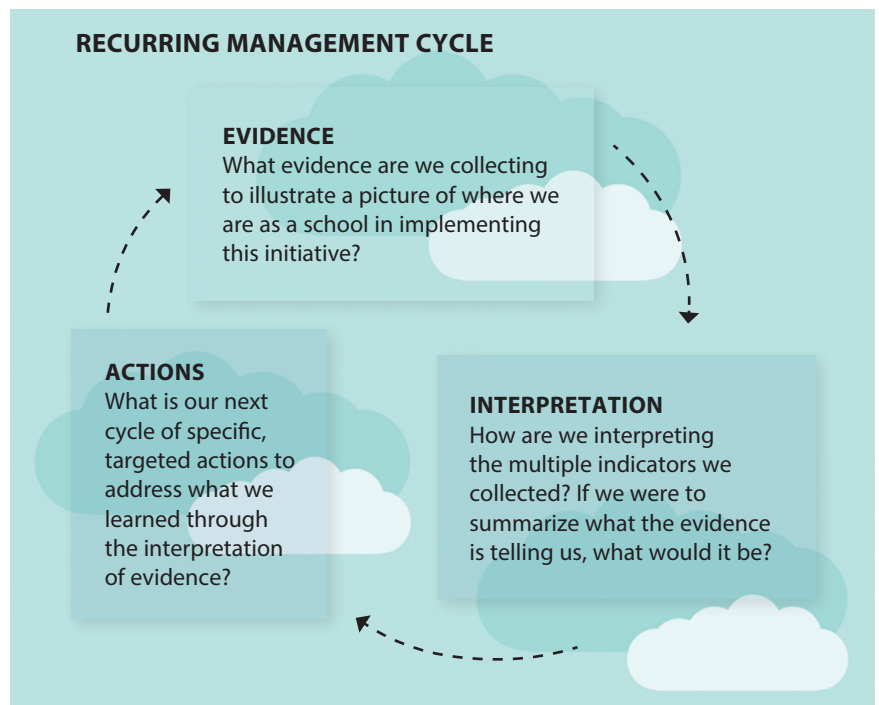 RECURRING MANAGEMENT CYCLE
EVIDENCE
What evidence are we collecting
to illustrate a picture of where we
are as a school in implementing
this initiative?
INTERPRETATION
How are we interpreting
the multiple indicators we
collected? If we were to
summarize what the evidence
is telling us, what would it be?
ACTIONS
What is our next
cycle of specific,
targeted actions to
address what we
learned through
the interpretation
of evidence?